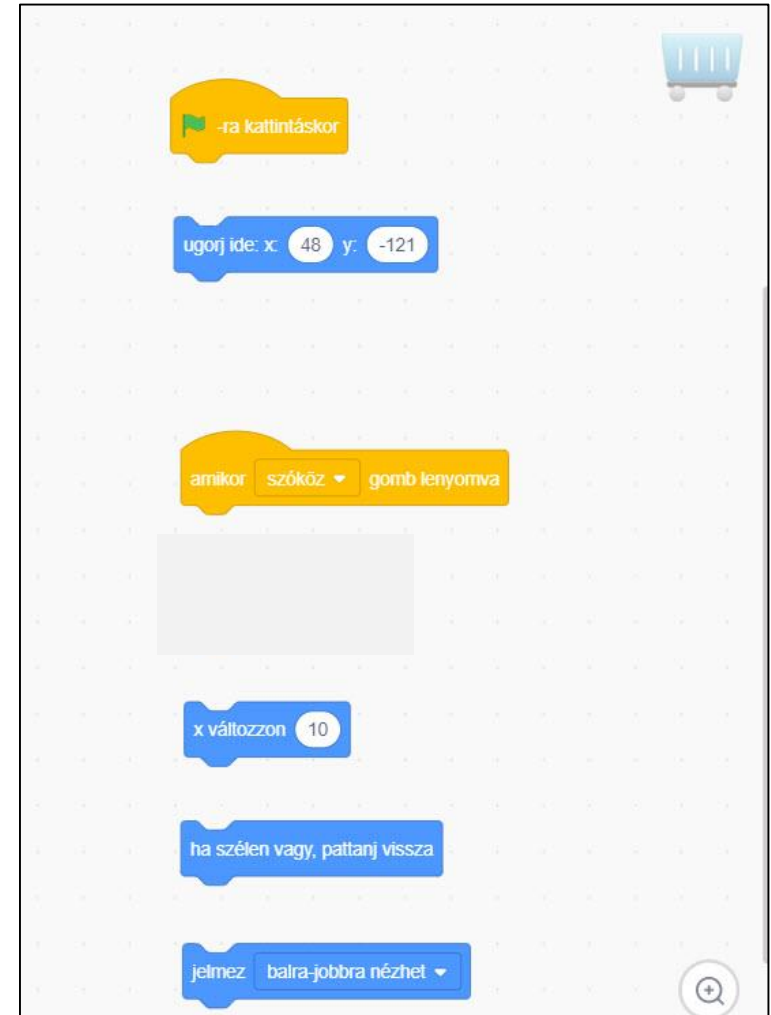 -ra kattintáskor
ugorj ide: x: 48 y: -121
amikor szóköz gomb lenyomva
x változzon 10
ha szélen vagy, pattanj vissza
jelmez balra-jobbra nézhet